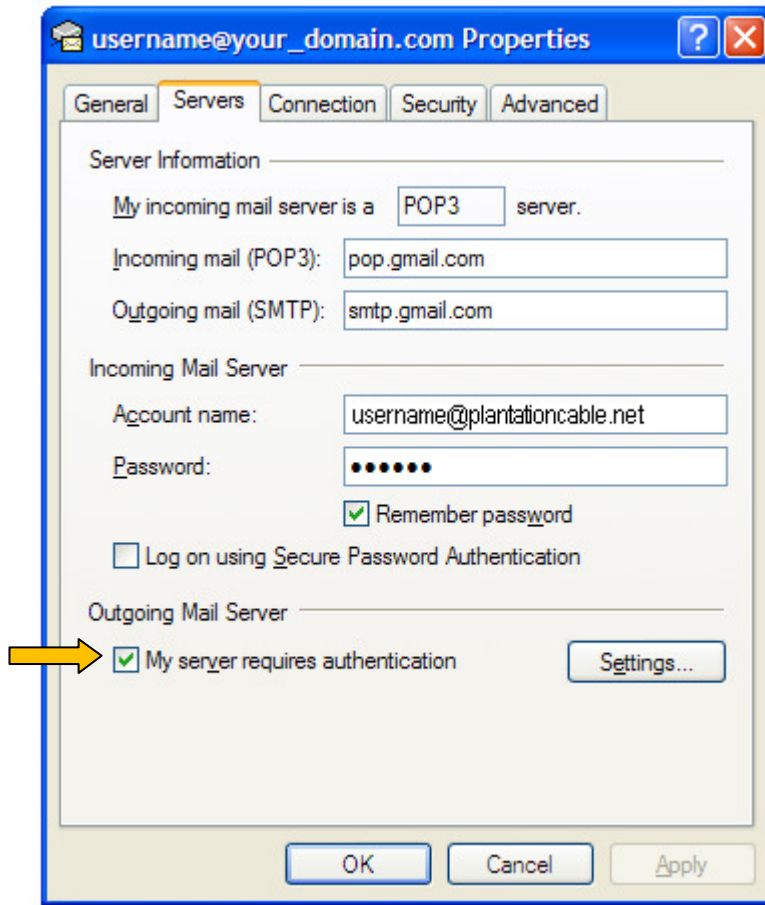 username@your_domain.com Properties
General Servers Connection Security Advanced
Server Information
My incoming mail server is a POP3 server.
Incoming mail (POP3): pop.gmail.com
Outgoing mail (SMTP): smtp.gmail.com
Incoming Mail Server
Account name: username@plantationcable.net
Password: ●●●●●●
Remember password
Log on using Secure Password Authentication
Outgoing Mail Server
My server requires authentication Settings...
OK Cancel Apply